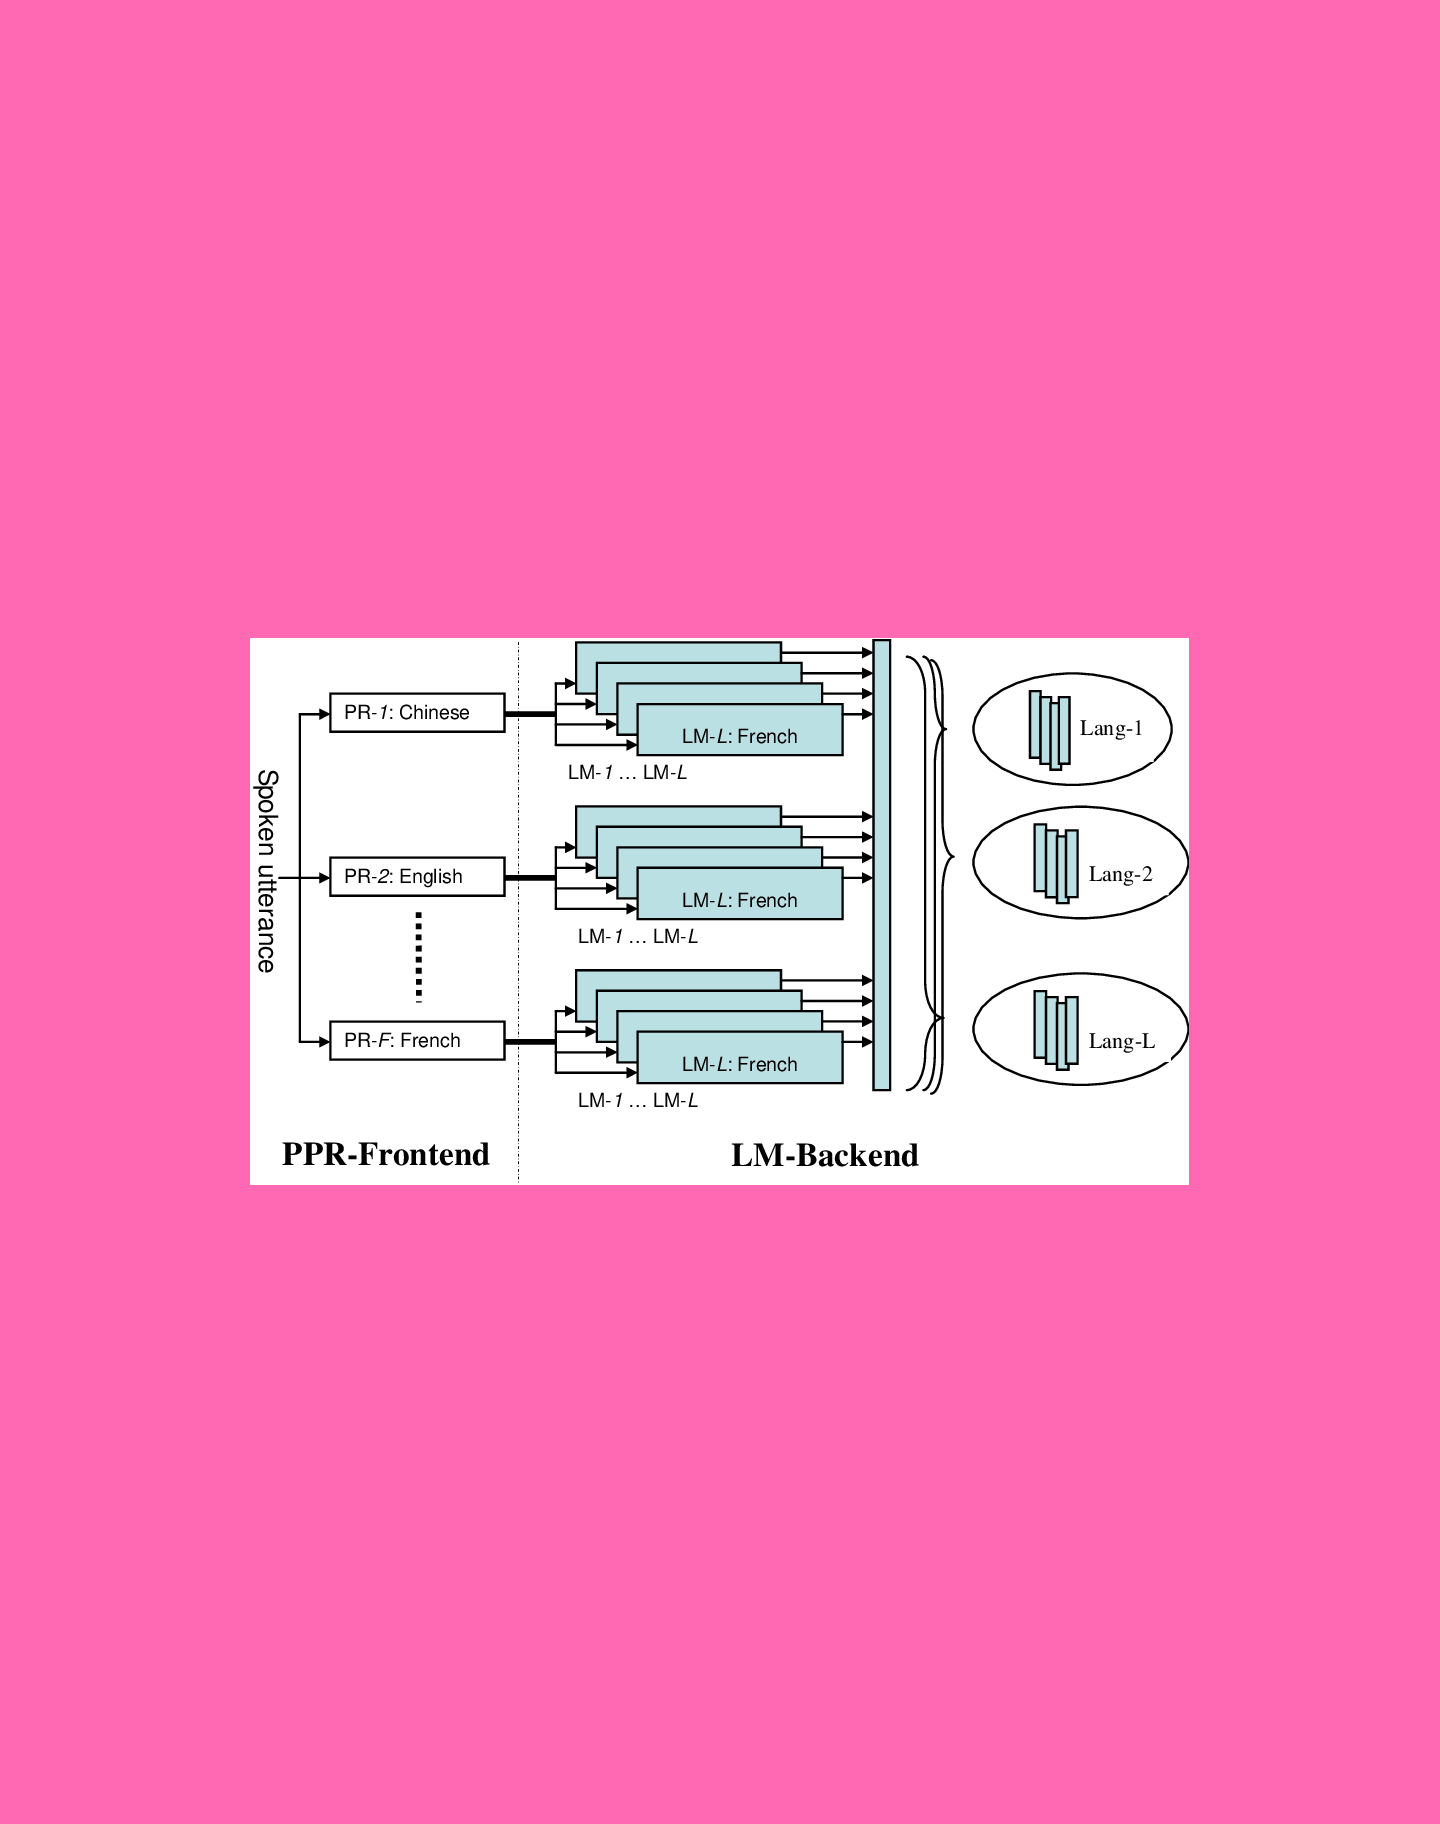 Spoken utterance
PR-1: Chinese
PR-2: English
PR-F: French
LM-L: French
LM-1 … LM-L
LM-L: French
LM-1 … LM-L
LM-L: French
LM-1 … LM-L
Lang-1
Lang-2
Lang-L
PPR-Frontend
LM-Backend